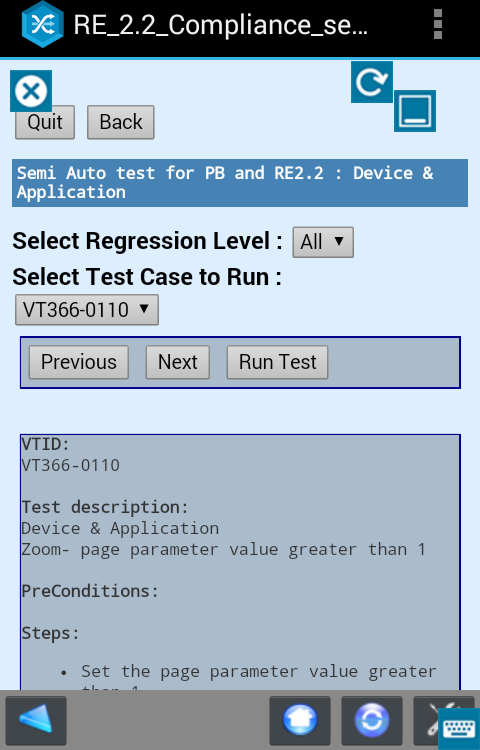 RE_2.2_Compliance_se...
Quit Back
Semi Auto test for PB and RE2.2 : Device &
Application
Select Regression Level : All
Select Test Case to Run :
VT366-0110
Previous Next Run Test
VTID:
VT366-0110
Test description:
Device & Application
Zoom- page parameter value greater than 1
PreConditions:
Steps:
• Set the page parameter value greater
than 1